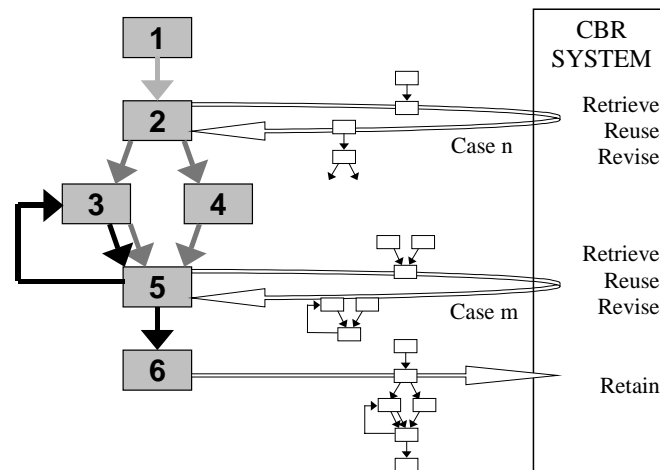 1
CBR
SYSTEM
2
Retrieve
Reuse
Revise
Case n
3
4
5
Retrieve
Reuse
Revise
Case m
6
Retain